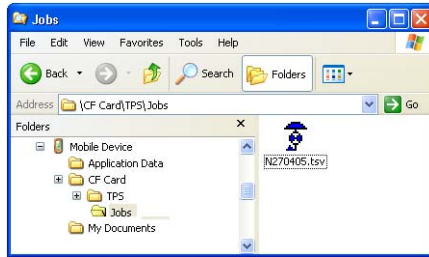 Jobs
File Edit View Favorites Tools Help
Back Search Folders
Address \CF Card\TPS\Jobs Go
Folders
Mobile Device
Application Data
CF Card
TPS
Jobs
My Documents
N270405.tsv